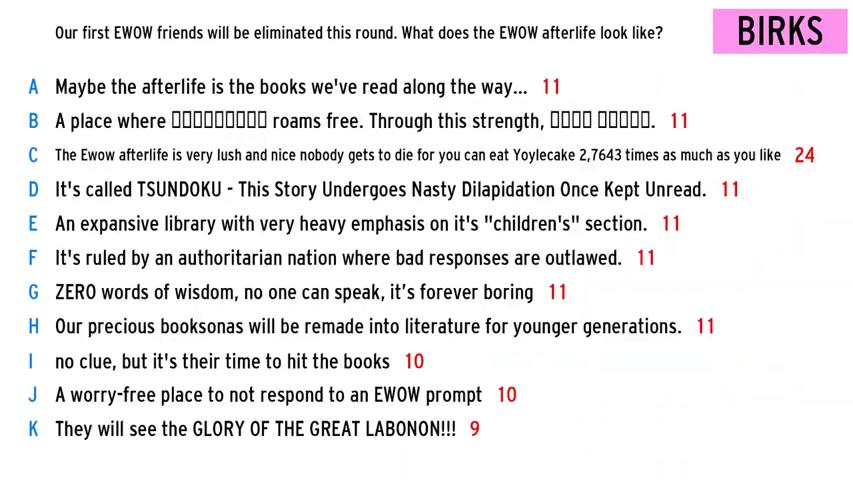 Our first EWOW friends will be eliminated this round. What does the EWOW afterlife look like?
BIRKS
A Maybe the afterlife is the books we've read along the way... 11
B A place where ▯▯▯▯▯▯▯▯▯ roams free. Through this strength, ▯▯▯▯ ▯▯▯▯▯. 11
C The Ewow afterlife is very lush and nice nobody gets to die for you can eat Yoylecake 2,7643 times as much as you like 24
D It's called TSUNDOKU - This Story Undergoes Nasty Dilapidation Once Kept Unread. 11
E An expansive library with very heavy emphasis on it's "children's" section. 11
F It's ruled by an authoritarian nation where bad responses are outlawed. 11
G ZERO words of wisdom, no one can speak, it’s forever boring 11
H Our precious booksonas will be remade into literature for younger generations. 11
I no clue, but it's their time to hit the books 10
J A worry-free place to not respond to an EWOW prompt 10
K They will see the GLORY OF THE GREAT LABONON!!! 9